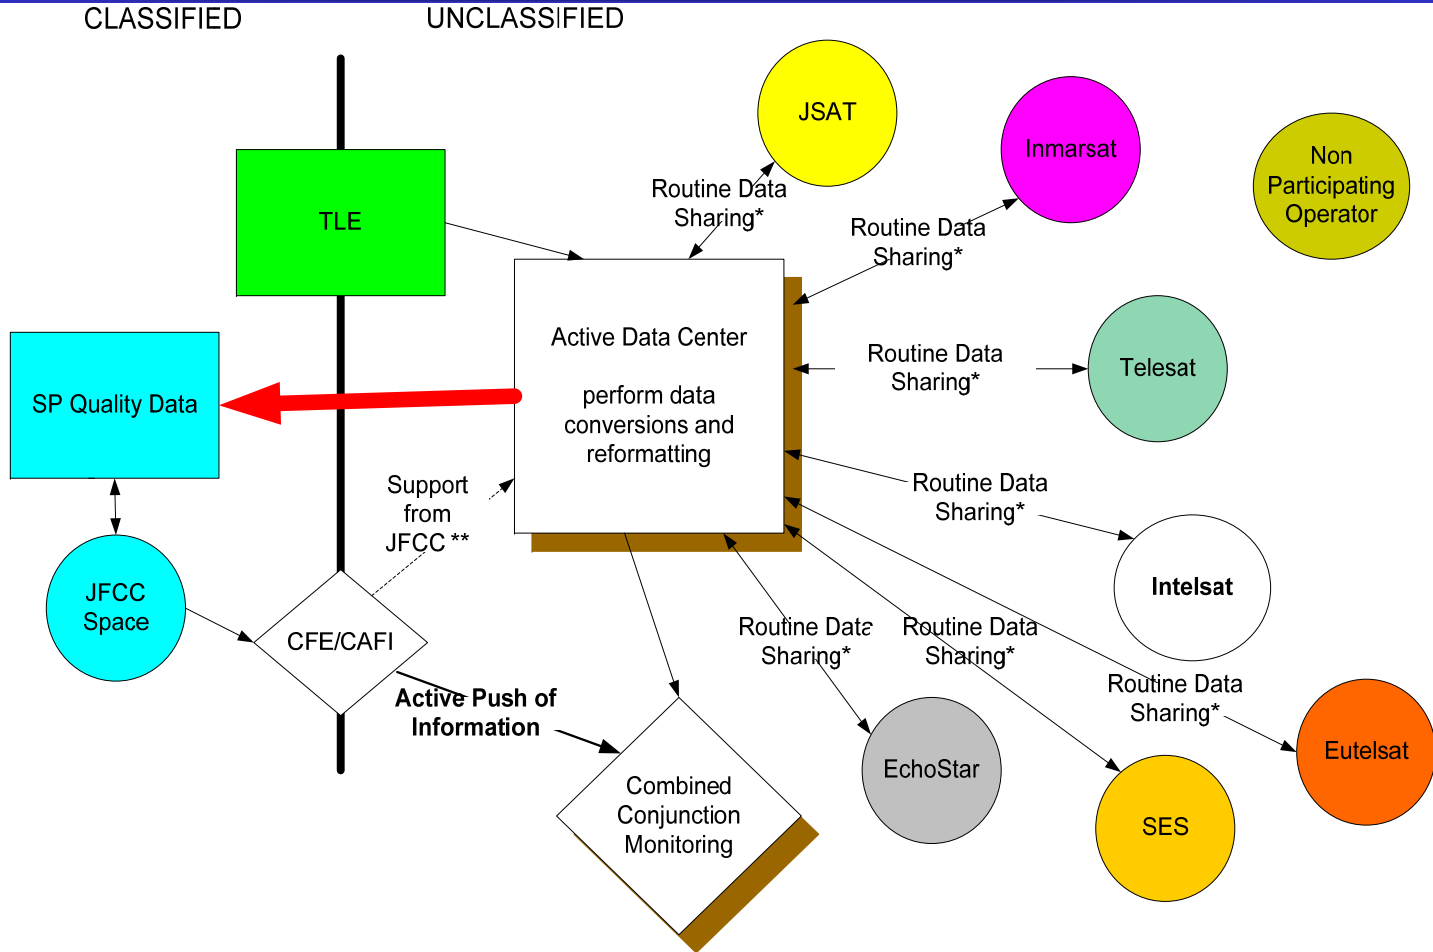 CLASSIFIED
UNCLASSIFIED
JSAT
Inmarsat
Non
Participating
Operator
TLE
Routine Data
Sharing*
Routine Data
Sharing*
Active Data Center
perform data
conversions and
reformatting
Routine Data
Sharing*
Telesat
SP Quality Data
Support
from
JFCC **
Routine Data
Sharing*
Intelsat
JFCC
Space
CFE/CAFI
Active Push of
Information
Routine Data
Sharing*
Routine Data
Sharing*
Routine Data
Sharing*
Combined
Conjunction
Monitoring
EchoStar
SES
Eutelsat